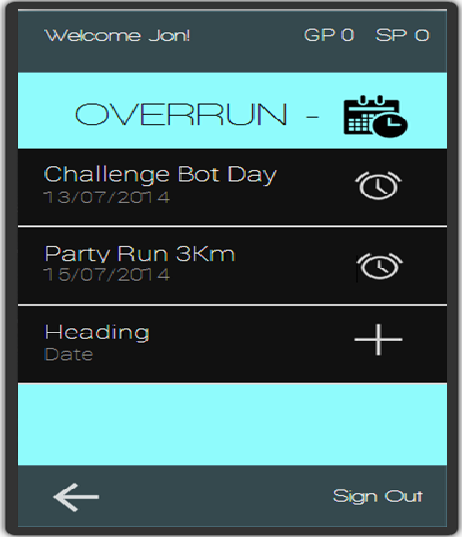 Welcome Jon! GP 0 SP 0
OVERRUN -
Challenge Bot Day
13/07/2014
Party Run 3Km
15/07/2014
Heading
Date
Sign Out